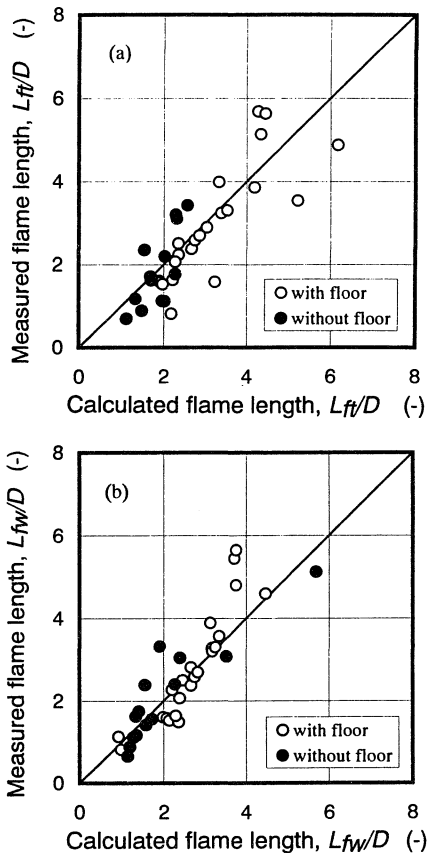 8
(a)
6
4
2
0
Measured flame length, Lft/D (-)
with floor
without floor
0 2 4 6 8
Calculated flame length, Lft/D (-)
8
(b)
6
4
2
0
Measured flame length, Lfw/D (-)
with floor
without floor
0 2 4 6 8
Calculated flame length, Lfw/D (-)